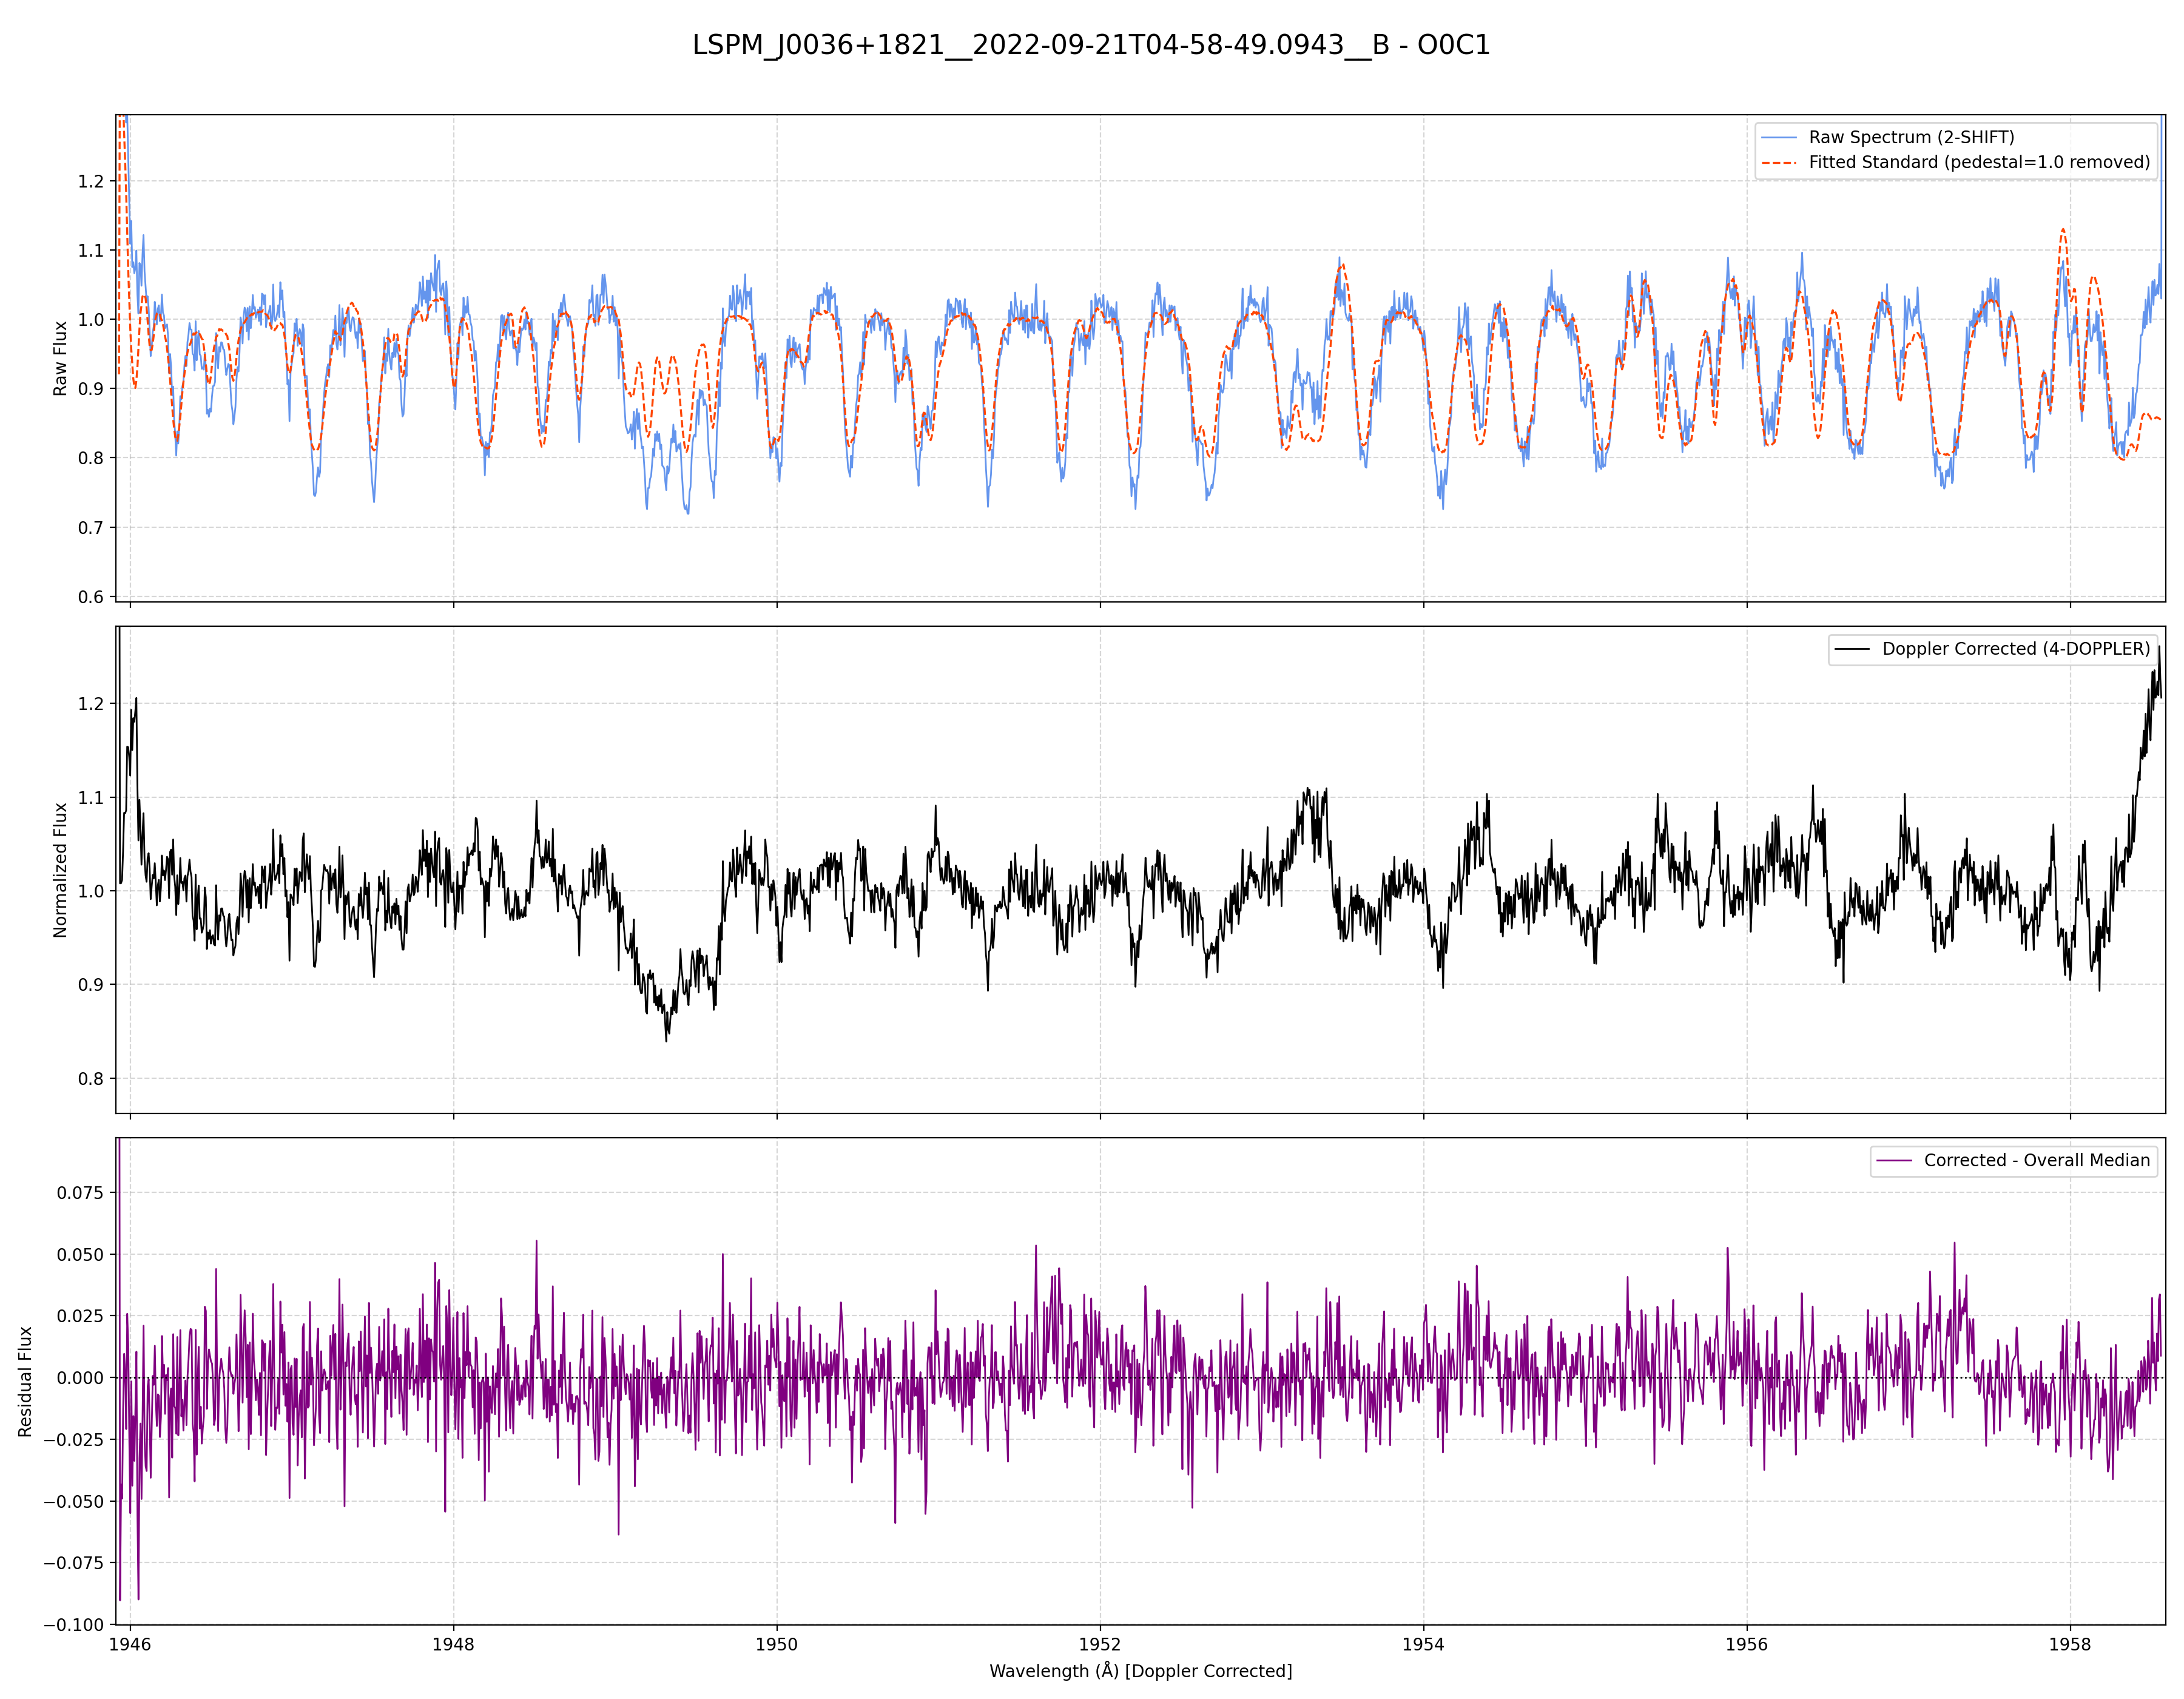 LSPM_J0036+1821__2022-09-21T04-58-49.0943__B - O0C1
Raw Spectrum (2-SHIFT)
Fitted Standard (pedestal=1.0 removed)
1.2
1.1
1.0
0.9
0.8
0.7
0.6
Raw Flux
Doppler Corrected (4-DOPPLER)
1.2
1.1
1.0
0.9
0.8
Normalized Flux
Corrected - Overall Median
0.075
0.050
0.025
0.000
−0.025
−0.050
−0.075
−0.100
Residual Flux
1946 1948 1950 1952 1954 1956 1958
Wavelength (Å) [Doppler Corrected]